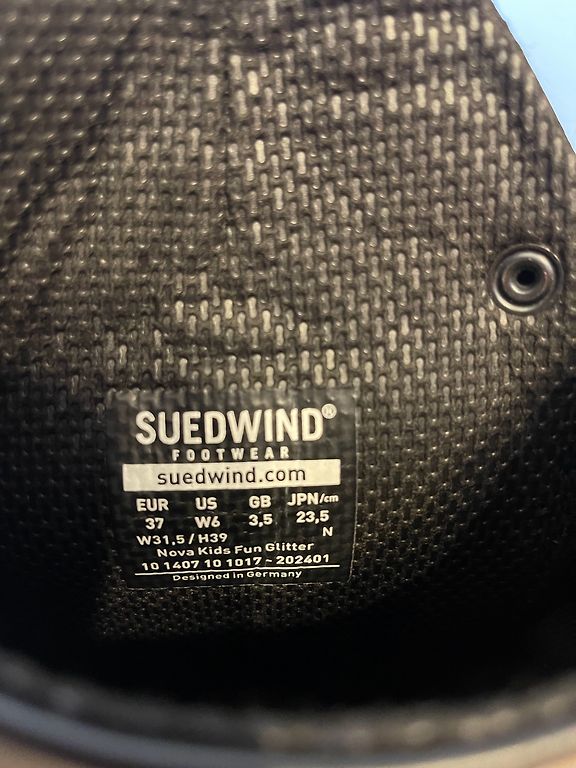 SUEDWIND®
FOOTWEAR
suedwind.com
EUR US GB JPN/cm
37 W6 3,5 23,5
W31,5 / H39 N
Nova Kids Fun Glitter
10 1407 10 1017 - 202401
Designed in Germany